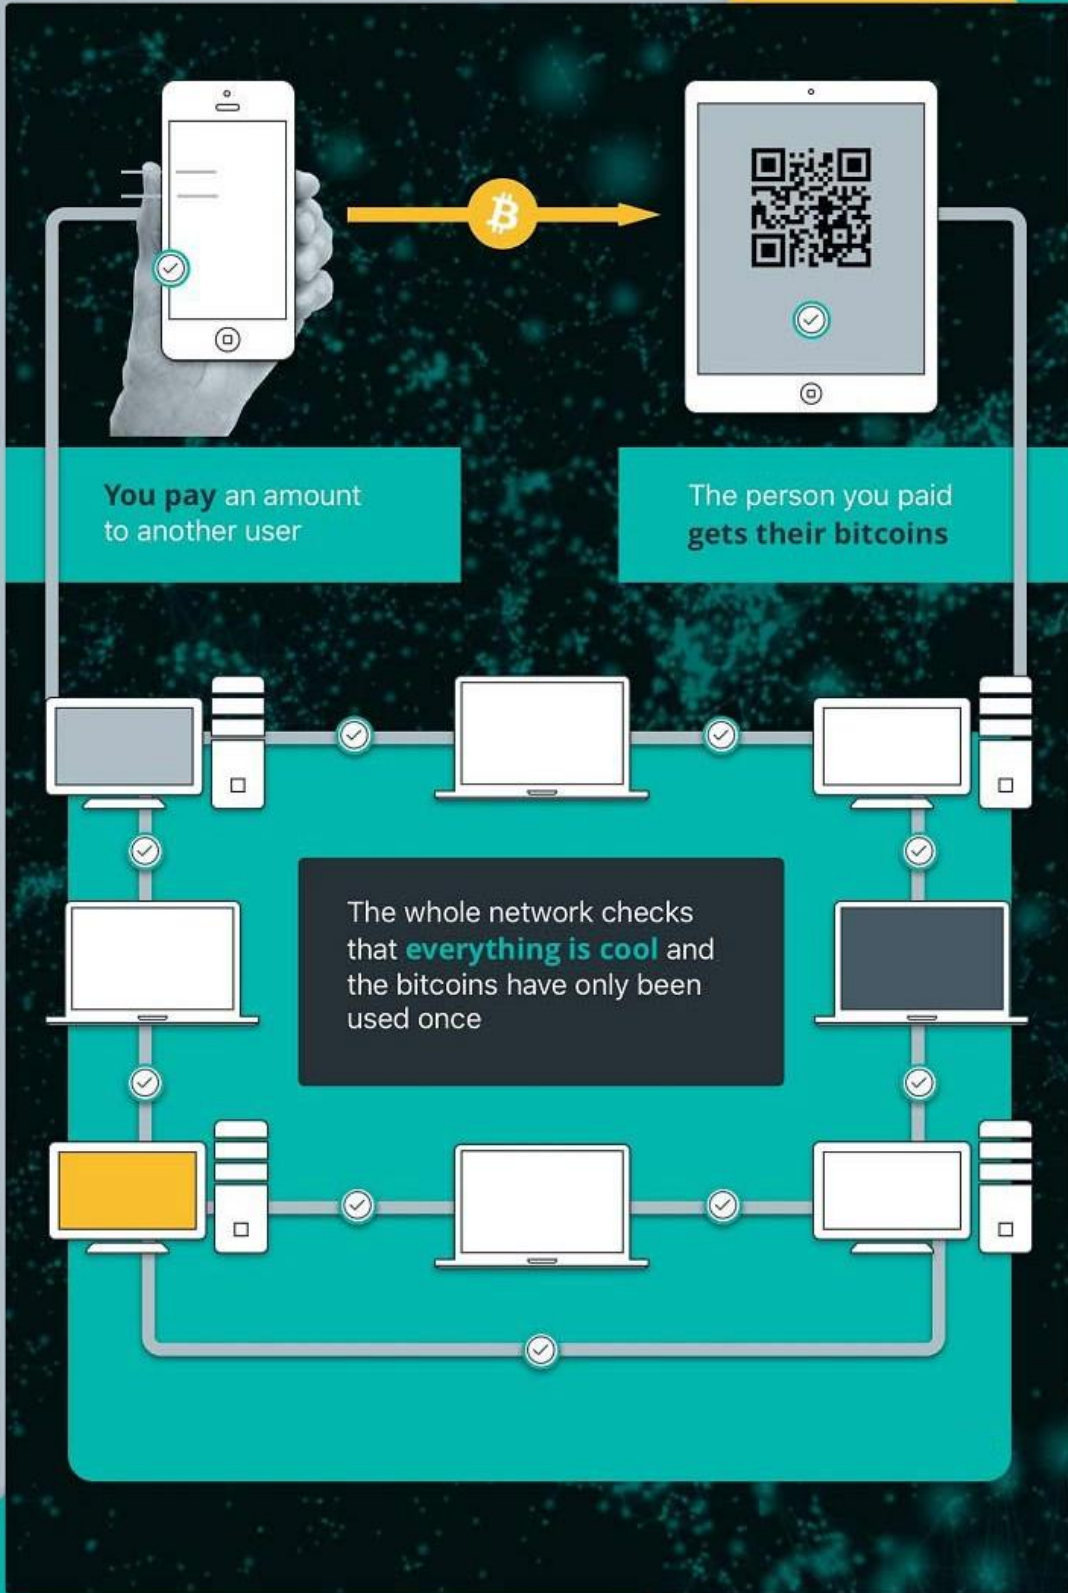 You pay an amount
to another user
The person you paid
gets their bitcoins
The whole network checks
that everything is cool and
the bitcoins have only been
used once